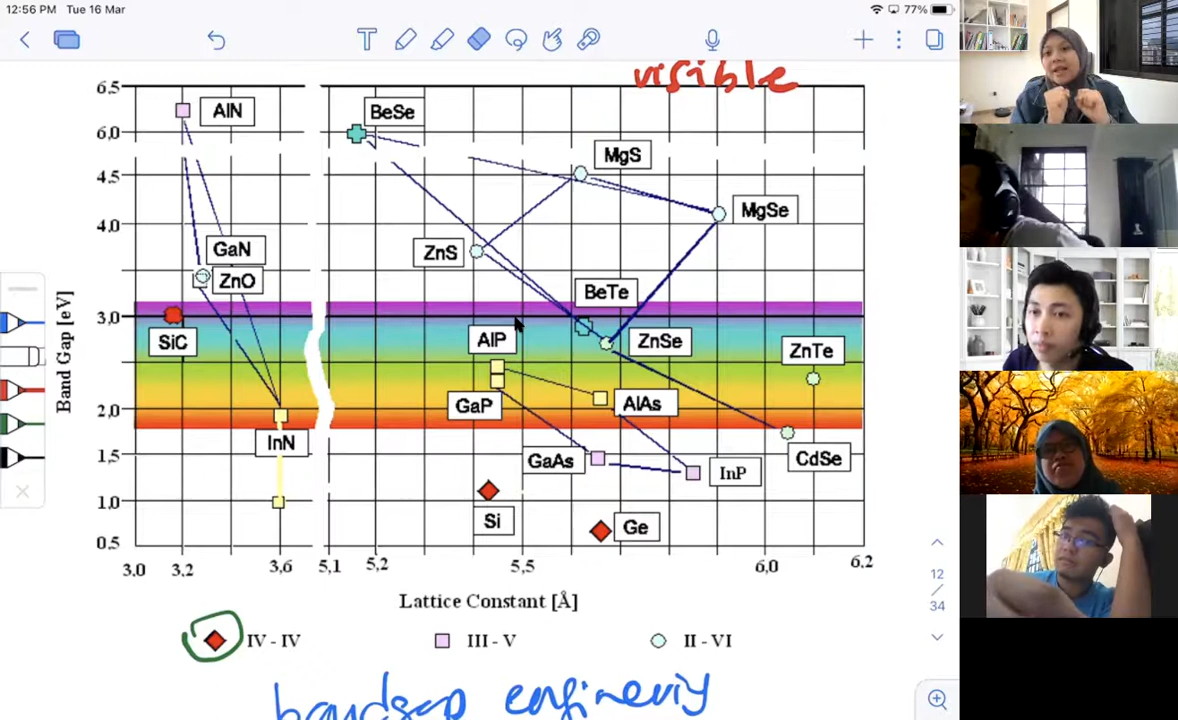 12:56 PM Tue 16 Mar 77%
T
visible
6.5
AlN
BeSe
6.0
MgS
4.5
MgSe
4.0
GaN
ZnS
ZnO
BeTe
3,0
SiC
AlP
ZnSe
ZnTe
Band Gap [eV]
GaP
AlAs
2.0
InN
GaAs
CdSe
1.5
InP
1.0
Si
Ge
0.5
3.0 3,2 3,6 5,1 5,2 5,5 6,0 6.2
Lattice Constant [Å]
12
/
34
IV - IV III - V II - VI
bandgap engineering